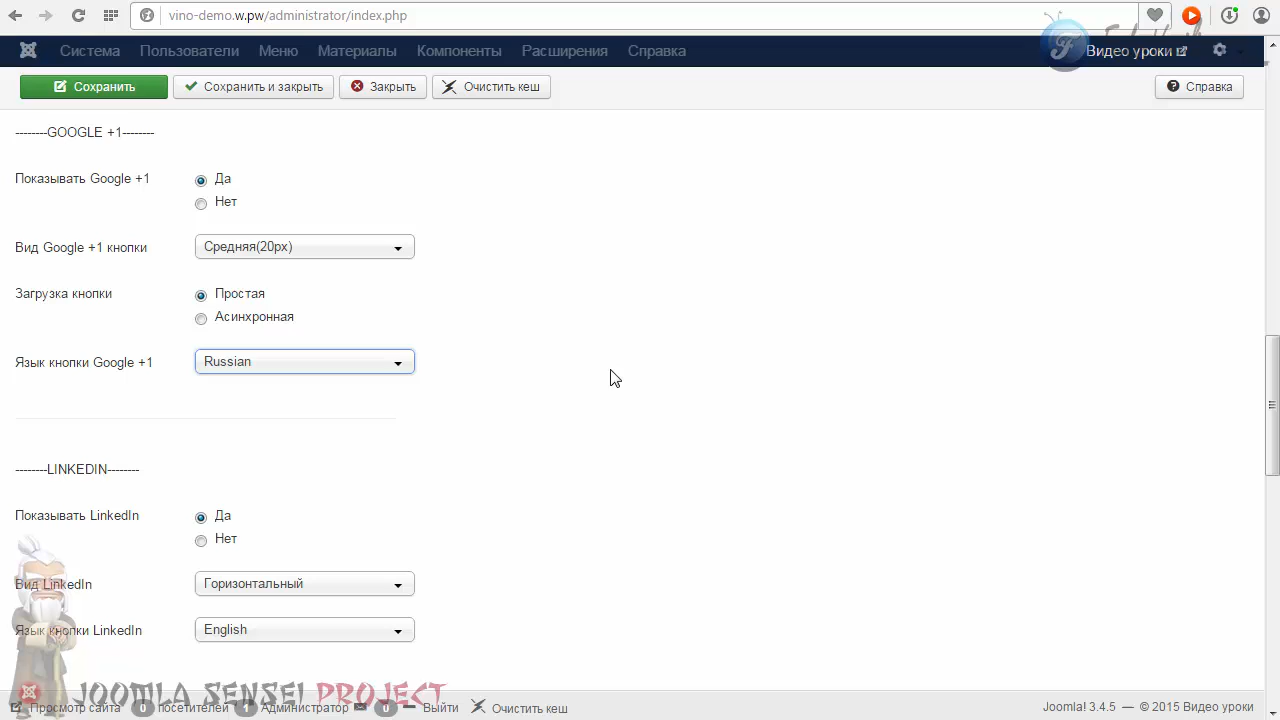 vino-demo.w.pw/administrator/index.php
Система Пользователи Меню Материалы Компоненты Расширения Справка Видео уроки
Сохранить Сохранить и закрыть Закрыть Очистить кеш Справка
--------GOOGLE +1--------
Показывать Google +1 Да
Нет
Вид Google +1 кнопки Средняя(20px)
Загрузка кнопки Простая
Асинхронная
Язык кнопки Google +1 Russian
--------LINKEDIN--------
Показывать LinkedIn Да
Нет
Вид LinkedIn Горизонтальный
Язык кнопки LinkedIn English
JOOMLA SENSEI PROJECT
Просмотр сайта 0 посетителей 1 Администратор 0 Выйти Очистить кеш Joomla! 3.4.5 — © 2015 Видео уроки